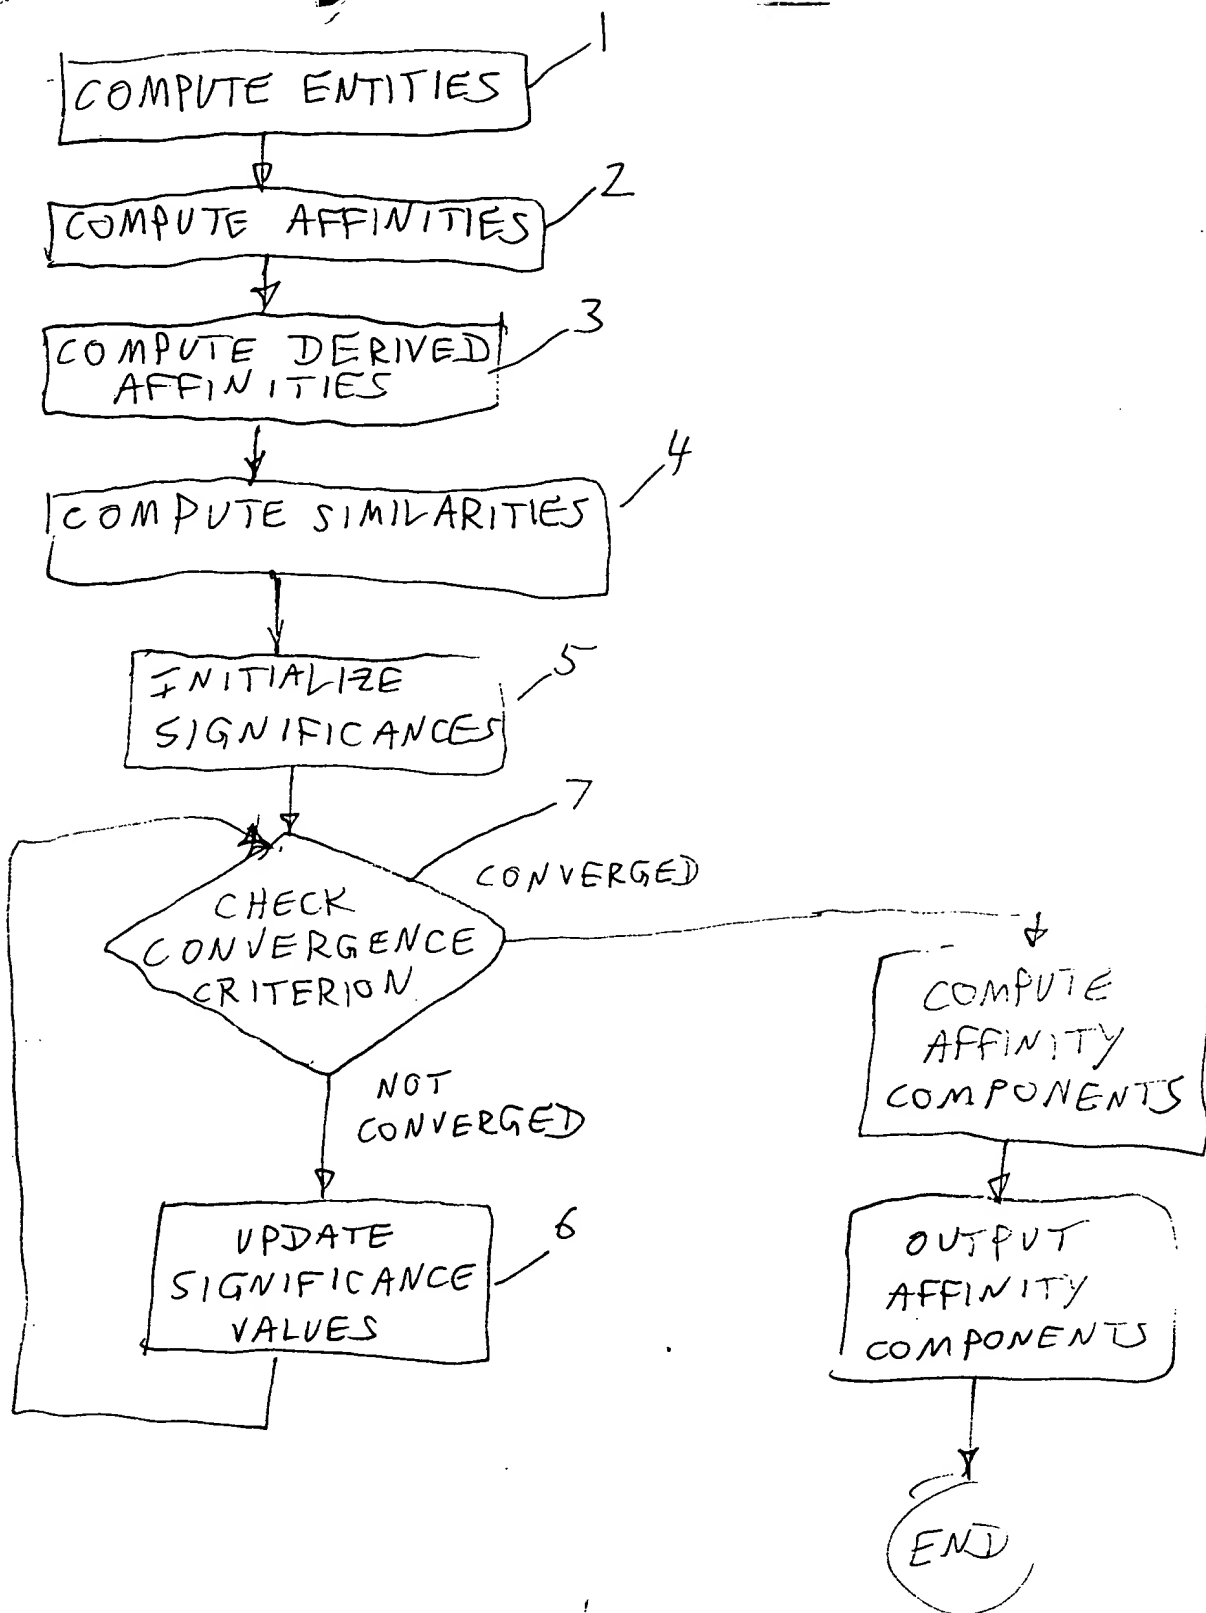 1
COMPUTE ENTITIES
2
COMPUTE AFFINITIES
3
COMPUTE DERIVED
AFFINITIES
4
COMPUTE SIMILARITIES
5
INITIALIZE
SIGNIFICANCES
7
CONVERGED
CHECK
CONVERGENCE
CRITERION
NOT
CONVERGED
6
UPDATE
SIGNIFICANCE
VALUES
COMPUTE
AFFINITY
COMPONENTS
OUTPUT
AFFINITY
COMPONENTS
END